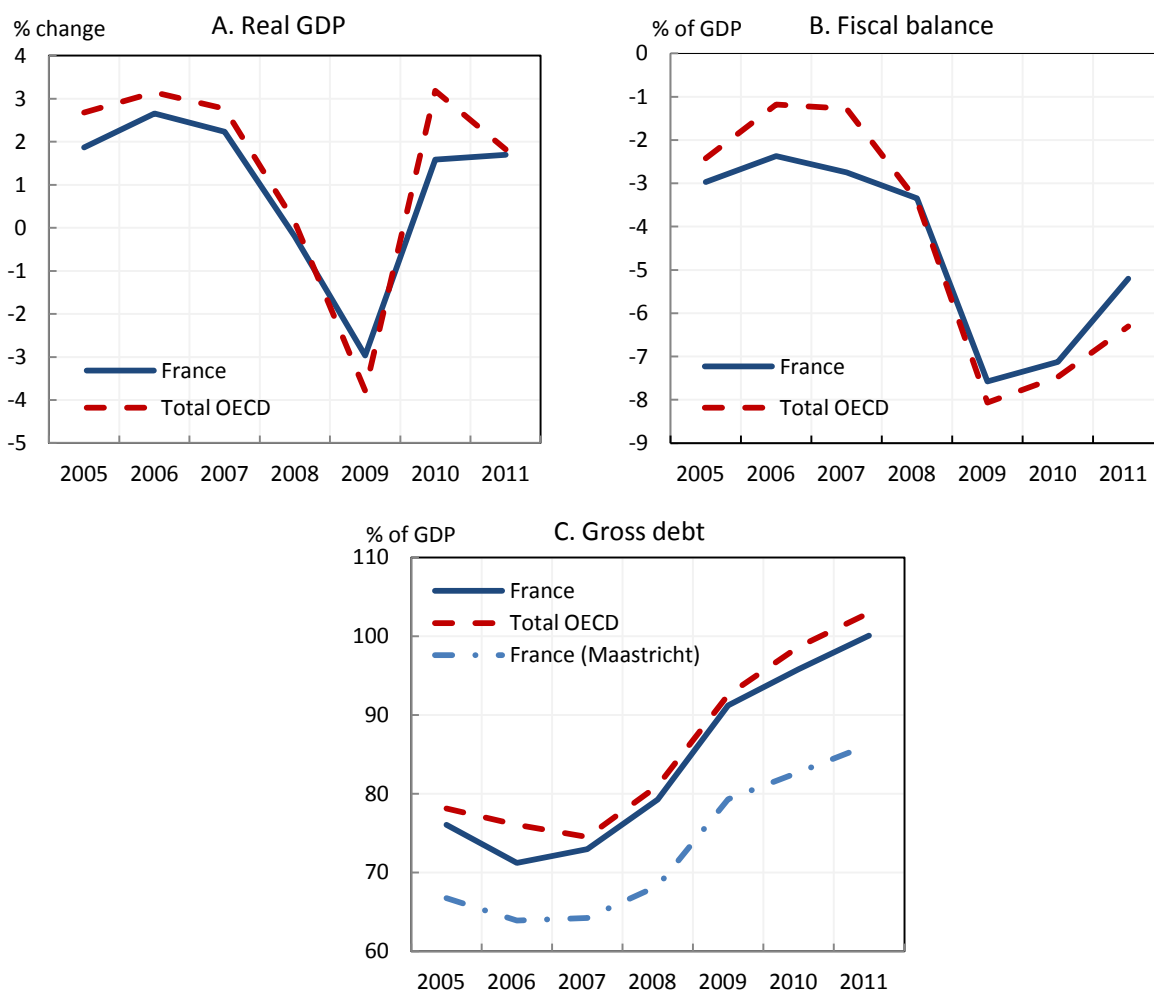 A. Real GDP
% change
4
3
2
1
0
-1
-2
-3
-4
-5
France
Total OECD
2005 2006 2007 2008 2009 2010 2011
B. Fiscal balance
% of GDP
-0
-1
-2
-3
-4
-5
-6
-7
-8
-9
France
Total OECD
2005 2006 2007 2008 2009 2010 2011
C. Gross debt
% of GDP
110
100
90
80
70
60
France
Total OECD
France (Maastricht)
2005 2006 2007 2008 2009 2010 2011